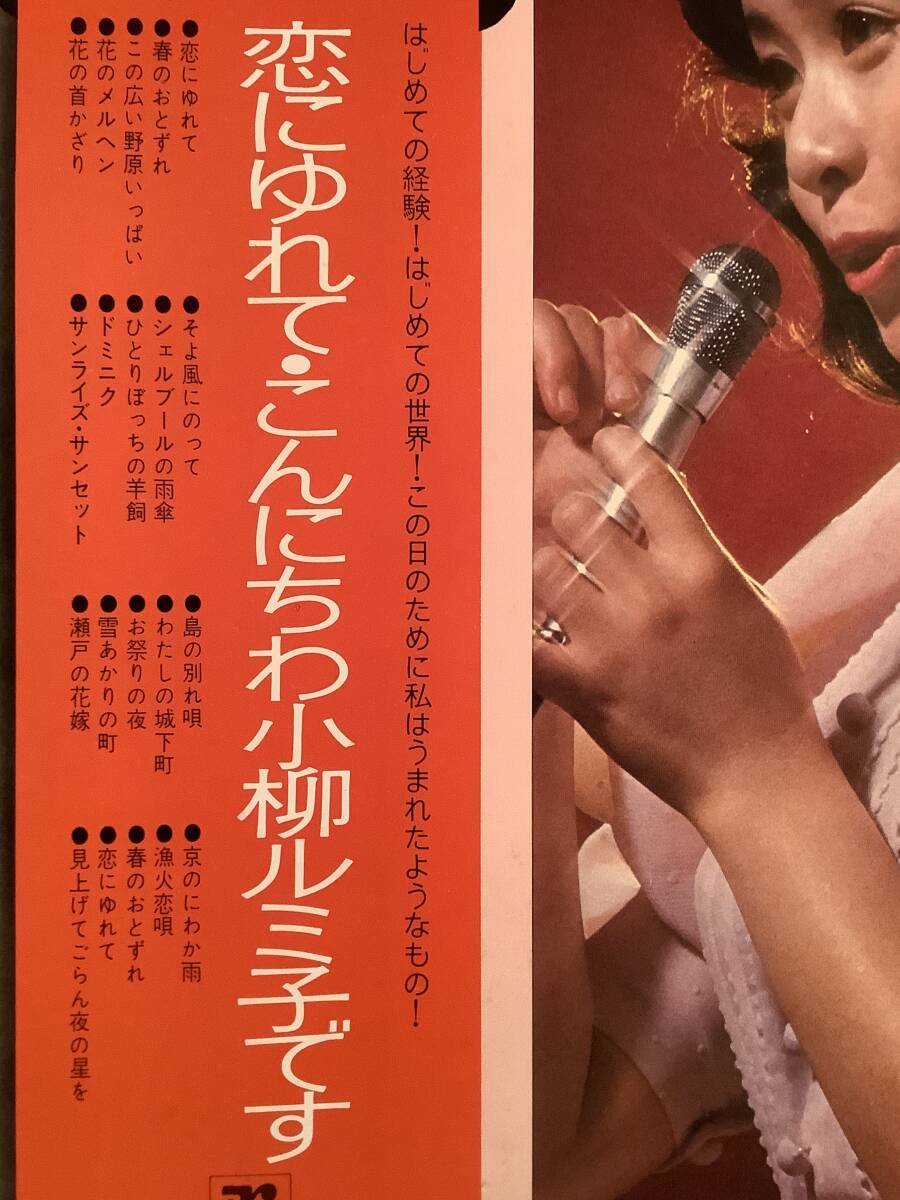 はじめての経験！はじめての世界！この日のために私はうまれたようなもの！
恋にゆれて・こんにちわ小柳ルミ子です
●恋にゆれて
●春のおとずれ
●この広い野原いっぱい
●花のメルヘン
●花の首かざり
●そよ風にのって
●シェルブールの雨傘
●ひとりぼっちの羊飼
●ドミニク
●サンライズ・サンセット
●島の別れ唄
●わたしの城下町
●お祭りの夜
●雪あかりの町
●瀬戸の花嫁
●京のにわか雨
●漁火恋唄
●春のおとずれ
●恋にゆれて
●見上げてごらん夜の星を